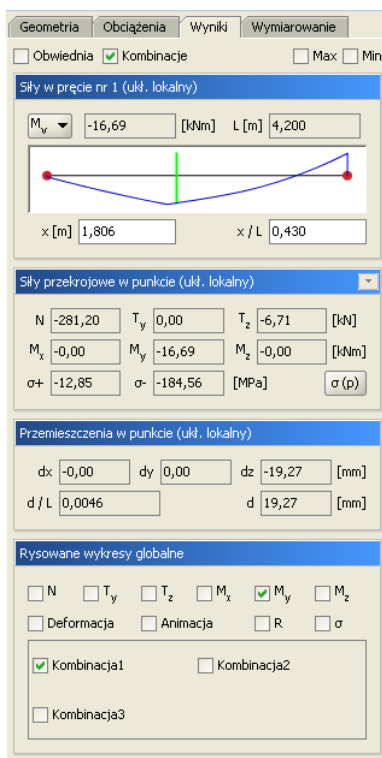 Geometria Obciążenia Wyniki Wymiarowanie
Obwiednia Kombinacje Max Min
Siły w pręcie nr 1 (ukł. lokalny)
My -16,69 [kNm] L [m] 4,200
x [m] 1,806 x / L 0,430
Siły przekrojowe w punkcie (ukł. lokalny)
N -281,20 Ty 0,00 Tz -6,71 [kN]
Mx -0,00 My -16,69 Mz -0,00 [kNm]
σ+ -12,85 σ- -184,56 [MPa] σ (p)
Przemieszczenia w punkcie (ukł. lokalny)
dx -0,00 dy 0,00 dz -19,27 [mm]
d / L 0,0046 d 19,27 [mm]
Rysowane wykresy globalne
N Ty Tz Mx My Mz
Deformacja Animacja R σ
Kombinacja1 Kombinacja2
Kombinacja3